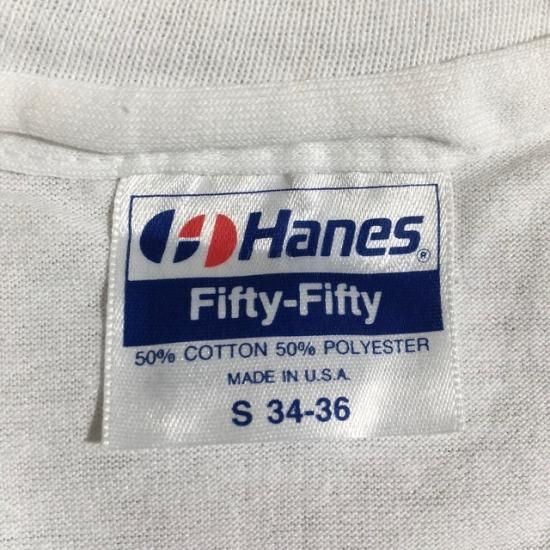 Hanes®
Fifty-Fifty
50% COTTON 50% POLYESTER
MADE IN U.S.A.
S 34-36